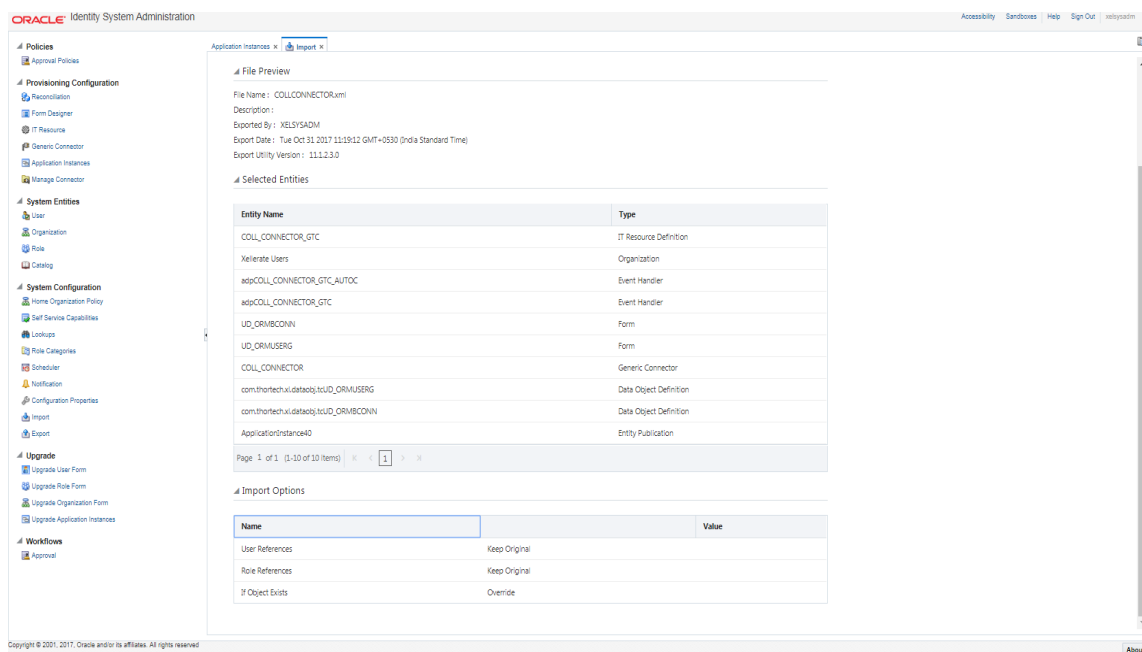 ORACLE Identity System Administration
Accessibility Sandboxes Help Sign Out xelsysadm
Policies
Approval Policies
Provisioning Configuration
Reconciliation
Form Designer
IT Resource
Generic Connector
Application Instances
Manage Connector
System Entities
User
Organization
Role
Catalog
System Configuration
Home Organization Policy
Self Service Capabilities
Lookups
Role Categories
Scheduler
Notification
Configuration Properties
Import
Export
Upgrade
Upgrade User Form
Upgrade Role Form
Upgrade Organization Form
Upgrade Application Instances
Workflows
Approval
Application Instances x Import x
File Preview
File Name : COLLCONNECTOR.xml
Description :
Exported By : XELSYSADM
Export Date : Tue Oct 31 2017 11:19:12 GMT+0530 (India Standard Time)
Export Utility Version : 11.1.2.3.0
Selected Entities
Entity Name Type
COLL_CONNECTOR_GTC IT Resource Definition
Xellerate Users Organization
adpCOLL_CONNECTOR_GTC_AUTOC Event Handler
adpCOLL_CONNECTOR_GTC Event Handler
UD_ORMBCONN Form
UD_ORMUSERG Form
COLL_CONNECTOR Generic Connector
com.thortech.xl.dataobj.tcUD_ORMUSERG Data Object Definition
com.thortech.xl.dataobj.tcUD_ORMBCONN Data Object Definition
ApplicationInstance40 Entity Publication
Page 1 of 1 (1-10 of 10 items) 1
Import Options
Name Value
User References Keep Original
Role References Keep Original
If Object Exists Override
Copyright © 2001, 2017, Oracle and/or its affiliates. All rights reserved
Abou